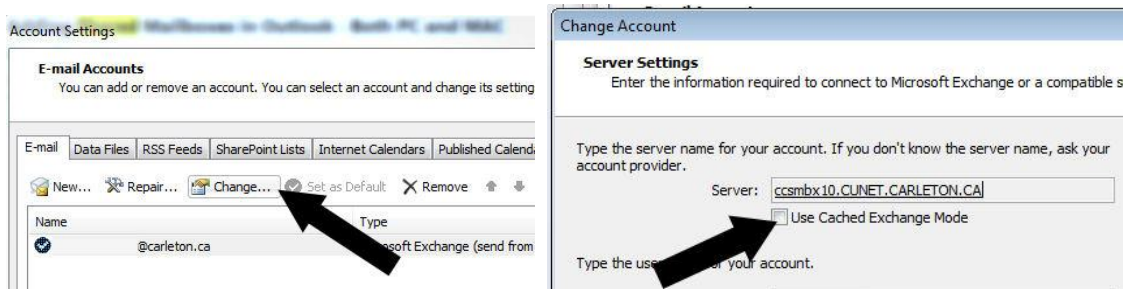 Account Settings
E-mail Accounts
You can add or remove an account. You can select an account and change its setting
E-mail Data Files RSS Feeds SharePoint Lists Internet Calendars Published Calend
New... Repair... Change... Set as Default Remove
Name Type
@carleton.ca soft Exchange (send from
Change Account
Server Settings
Enter the information required to connect to Microsoft Exchange or a compatible s
Type the server name for your account. If you don't know the server name, ask your
account provider.
Server: ccsmbx10.CUNET.CARLETON.CA
Use Cached Exchange Mode
Type the use your account.